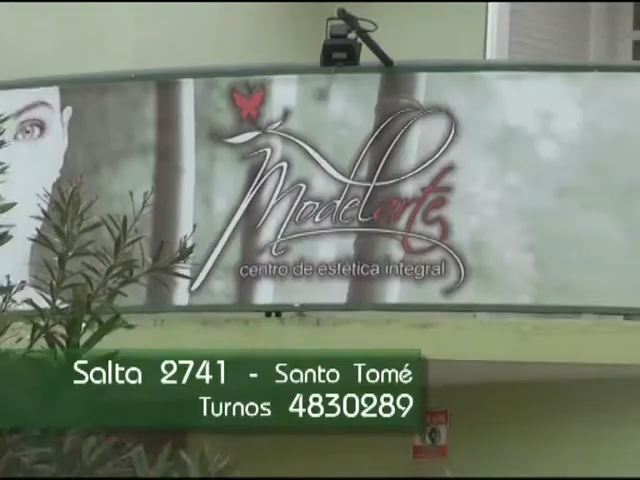 Modelarte
centro de estética integral
Salta 2741 - Santo Tomé
Turnos 4830289